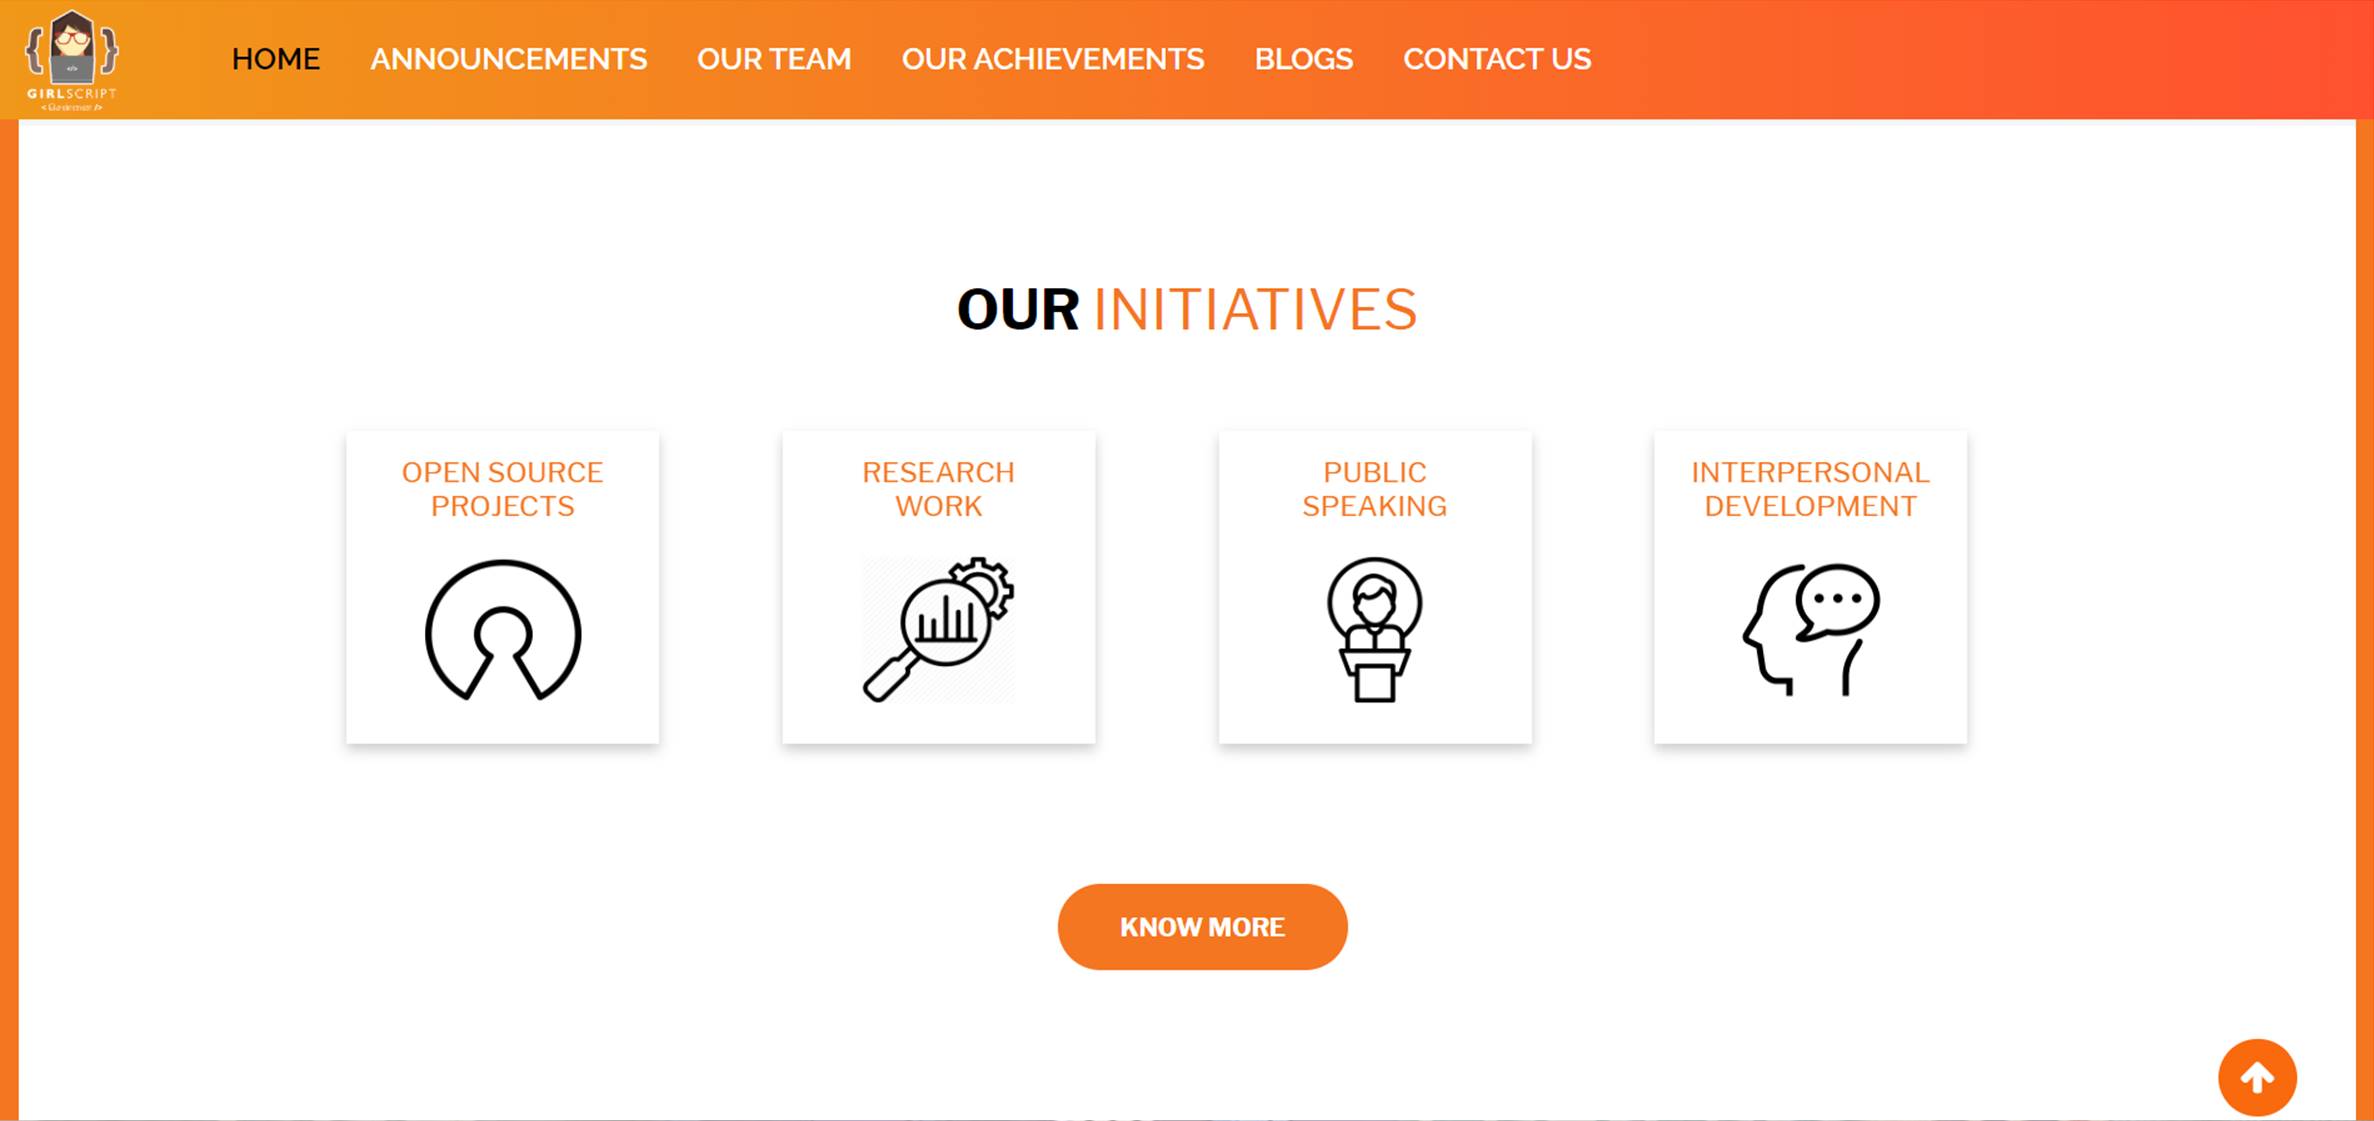 GIRLSCRIPT
HOME ANNOUNCEMENTS OUR TEAM OUR ACHIEVEMENTS BLOGS CONTACT US
OUR INITIATIVES
OPEN SOURCE
PROJECTS
RESEARCH
WORK
PUBLIC
SPEAKING
INTERPERSONAL
DEVELOPMENT
KNOW MORE